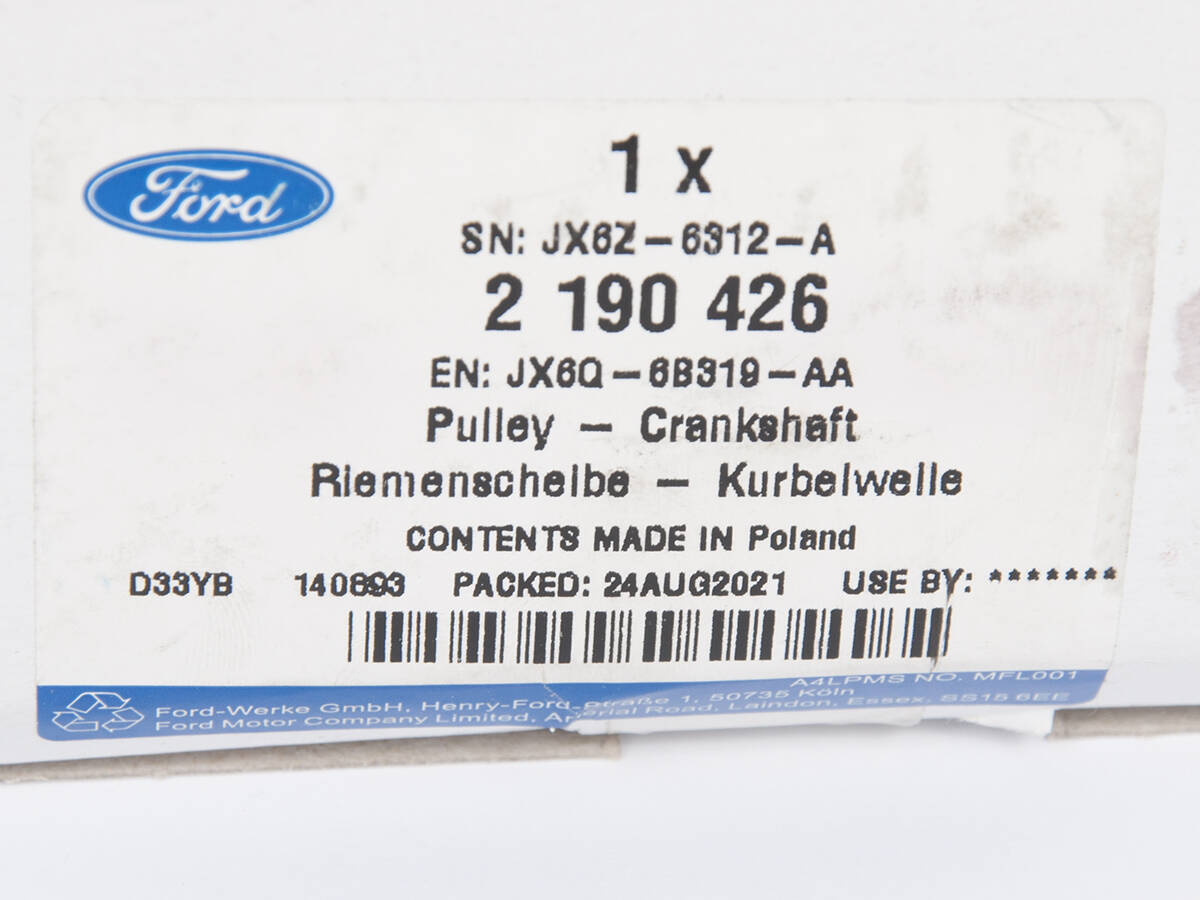 Ford
1 x
SN: JX6Z-6312-A
2 190 426
EN: JX6Q-6B319-AA
Pulley - Crankshaft
Riemenscheibe - Kurbelwelle
CONTENTS MADE IN Poland
D33YB 140893 PACKED: 24AUG2021 USE BY: *******
A4LPMS NO. MFL001
Ford-Werke GmbH, Henry-Ford-straße 1, 50735 Köln
Ford Motor Company Limited, Arterial Road, Laindon, Essex, SS15 6EE